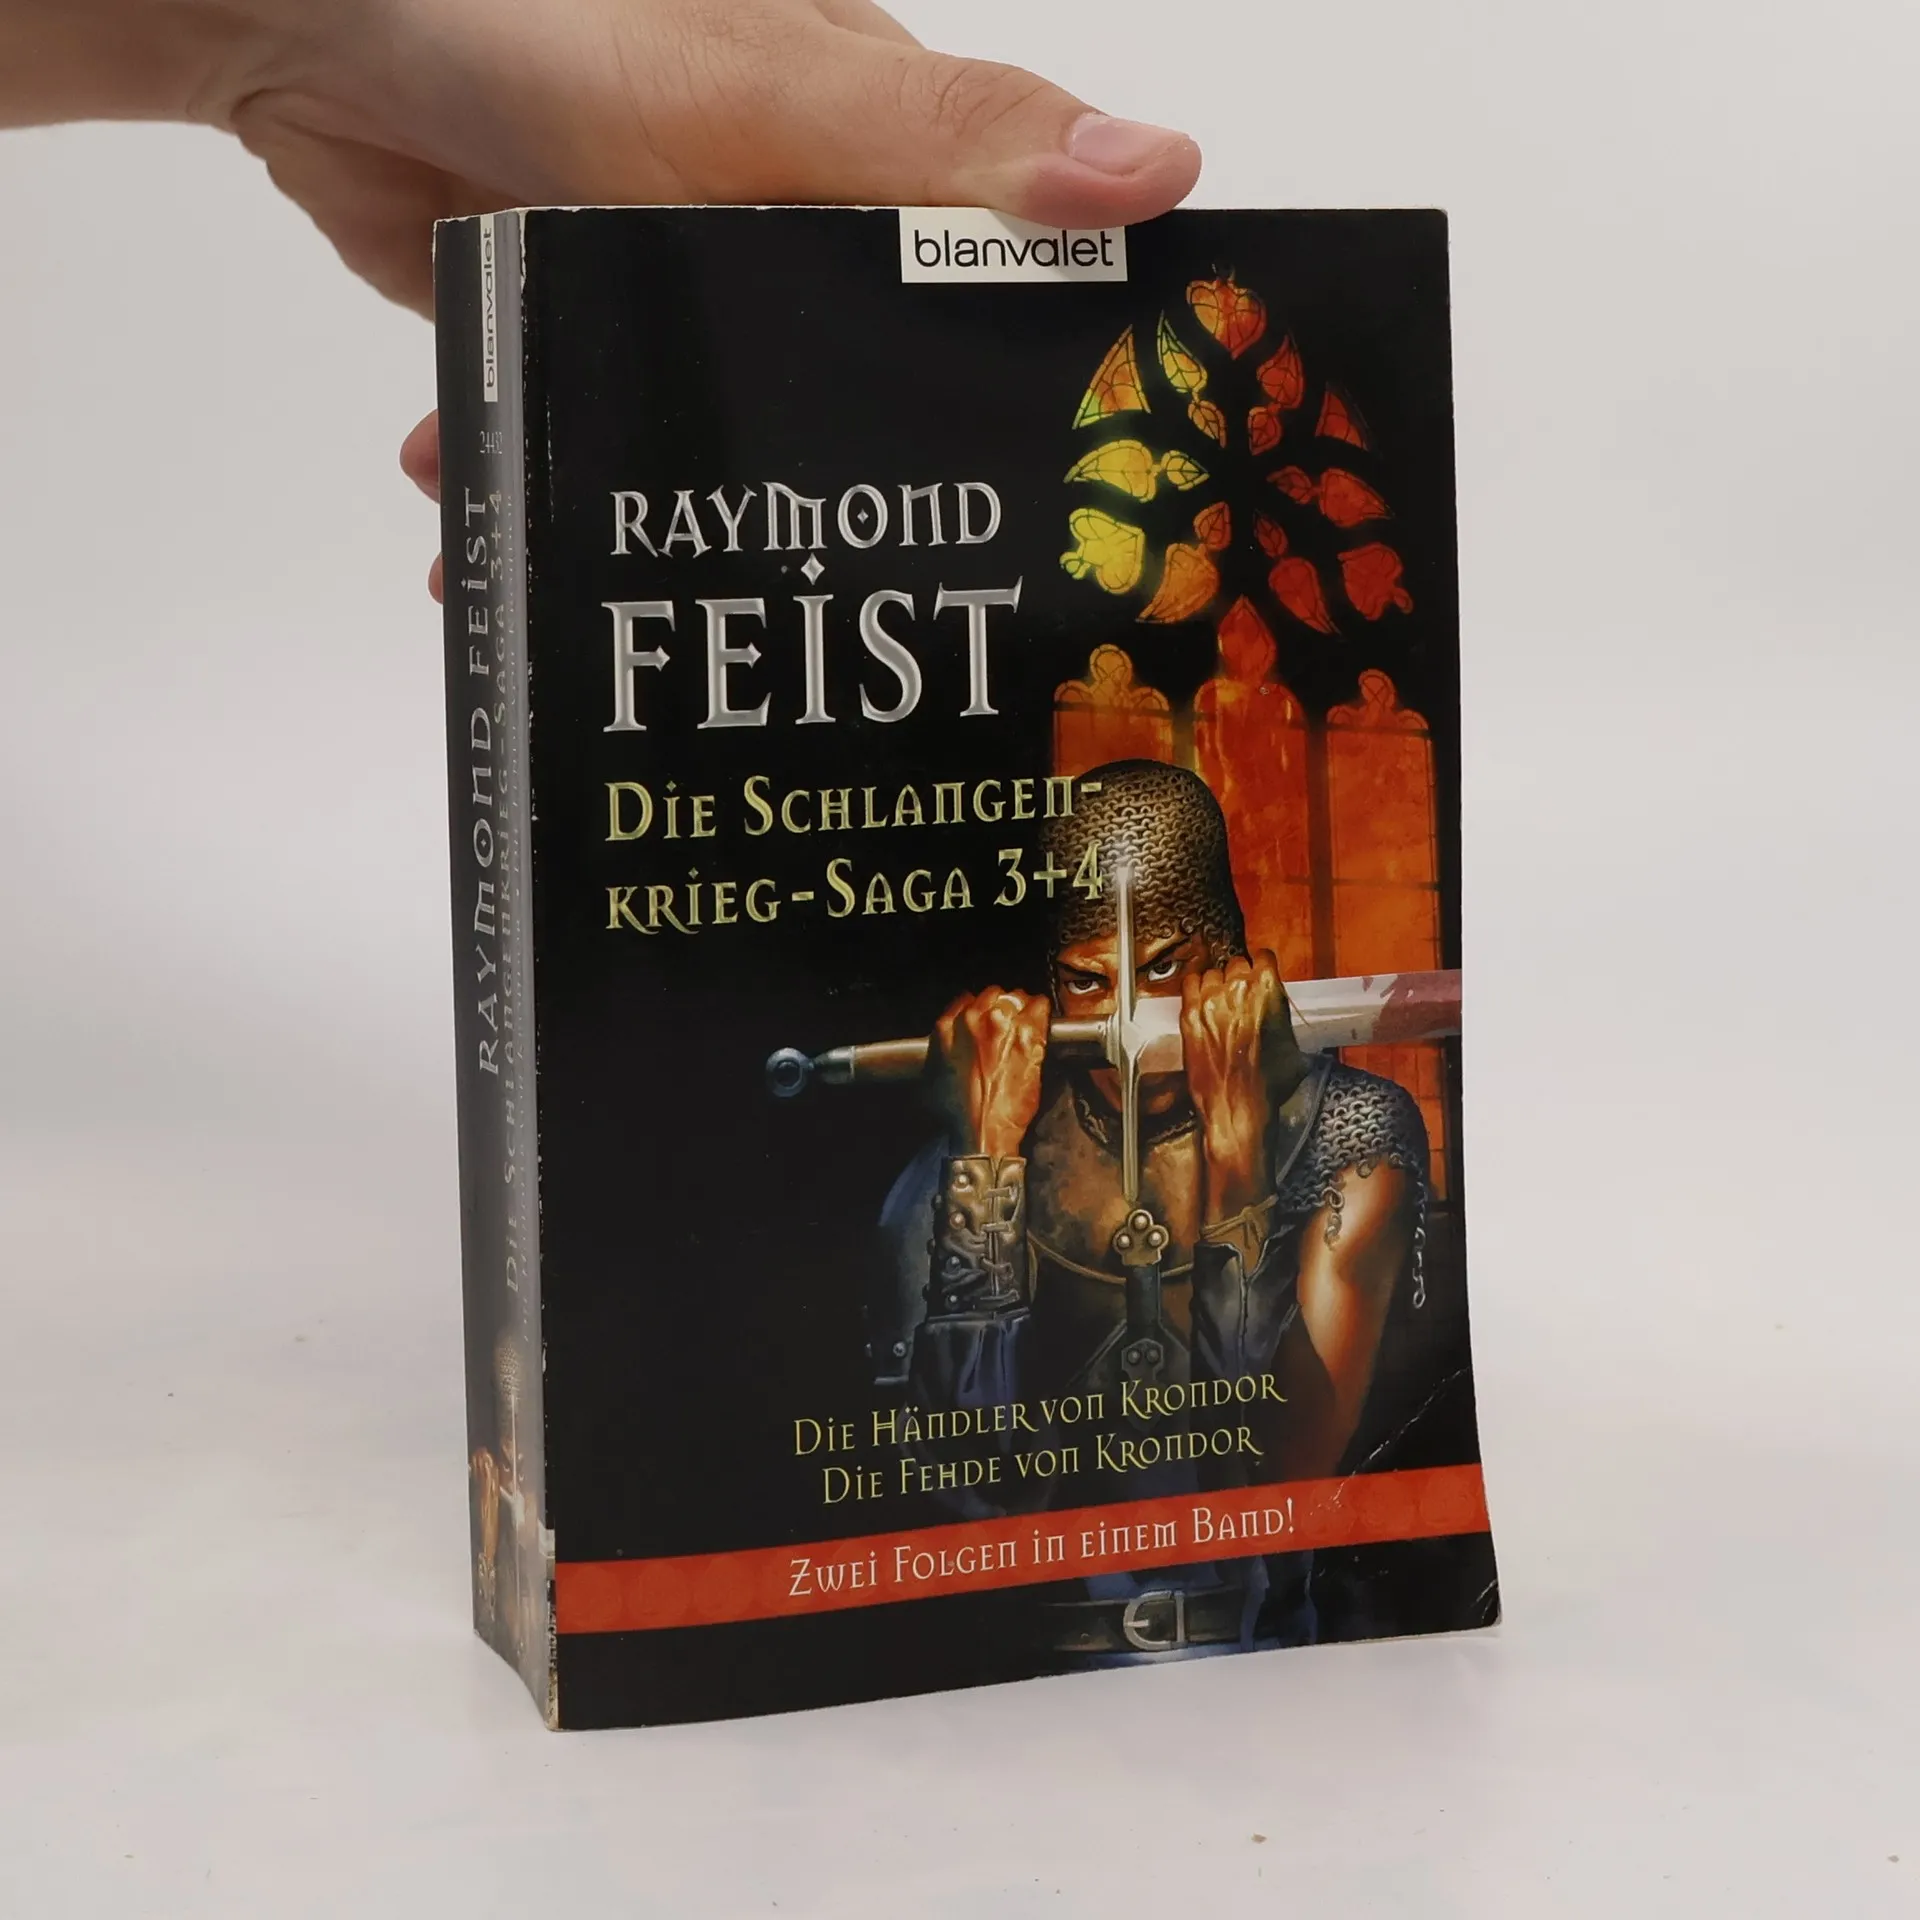 blanvalet
RAYMOND
FEIST
DIE SCHLANGEN-
KRIEG-SAGA 3+4
DIE HÄNDLER VON KRONDOR
DIE FEHDE VON KRONDOR
ZWEI FOLGEN IN EINEM BAND!
blanvalet
24432
RAYMOND FEIST
DIE SCHLANGENKRIEG-SAGA 3+4